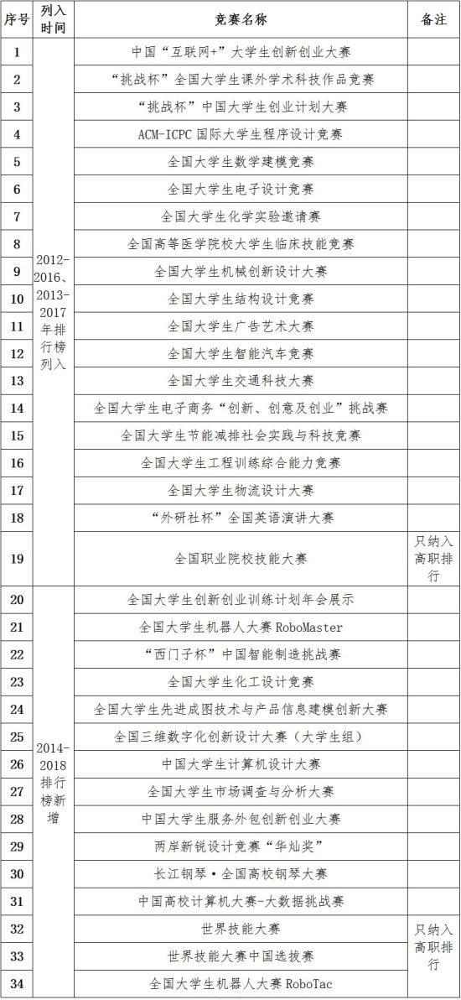 序号 列入时间 竞赛名称 备注
1 中国“互联网+”大学生创新创业大赛
2 “挑战杯”全国大学生课外学术科技作品竞赛
3 “挑战杯”中国大学生创业计划大赛
4 ACM-ICPC国际大学生程序设计竞赛
5 全国大学生数学建模竞赛
6 全国大学生电子设计竞赛
7 全国大学生化学实验邀请赛
8 全国高等医学院校大学生临床技能竞赛
9 全国大学生机械创新设计大赛
10 全国大学生结构设计竞赛
11 全国大学生广告艺术大赛
12 全国大学生智能汽车竞赛
13 全国大学生交通科技大赛
14 全国大学生电子商务“创新、创意及创业”挑战赛
15 全国大学生节能减排社会实践与科技竞赛
16 全国大学生工程训练综合能力竞赛
17 全国大学生物流设计大赛
18 “外研社杯”全国英语演讲大赛
19 全国职业院校技能大赛
2012-
2016、
2013-
2017
年排
行榜
列入
只纳入
高职排
行
20 全国大学生创新创业训练计划年会展示
21 全国大学生机器人大赛RoboMaster
22 “西门子杯”中国智能制造挑战赛
23 全国大学生化工设计竞赛
24 全国大学生先进成图技术与产品信息建模创新大赛
25 全国三维数字化创新设计大赛（大学生组）
26 中国大学生计算机设计大赛
27 全国大学生市场调查与分析大赛
28 中国大学生服务外包创新创业大赛
29 两岸新锐设计竞赛“华灿奖”
30 长江钢琴·全国高校钢琴大赛
31 中国高校计算机大赛-大数据挑战赛
32 世界技能大赛
33 世界技能大赛中国选拔赛
34 全国大学生机器人大赛RoboTac
2014-
2018
排行
榜新
增
只纳入
高职排
行